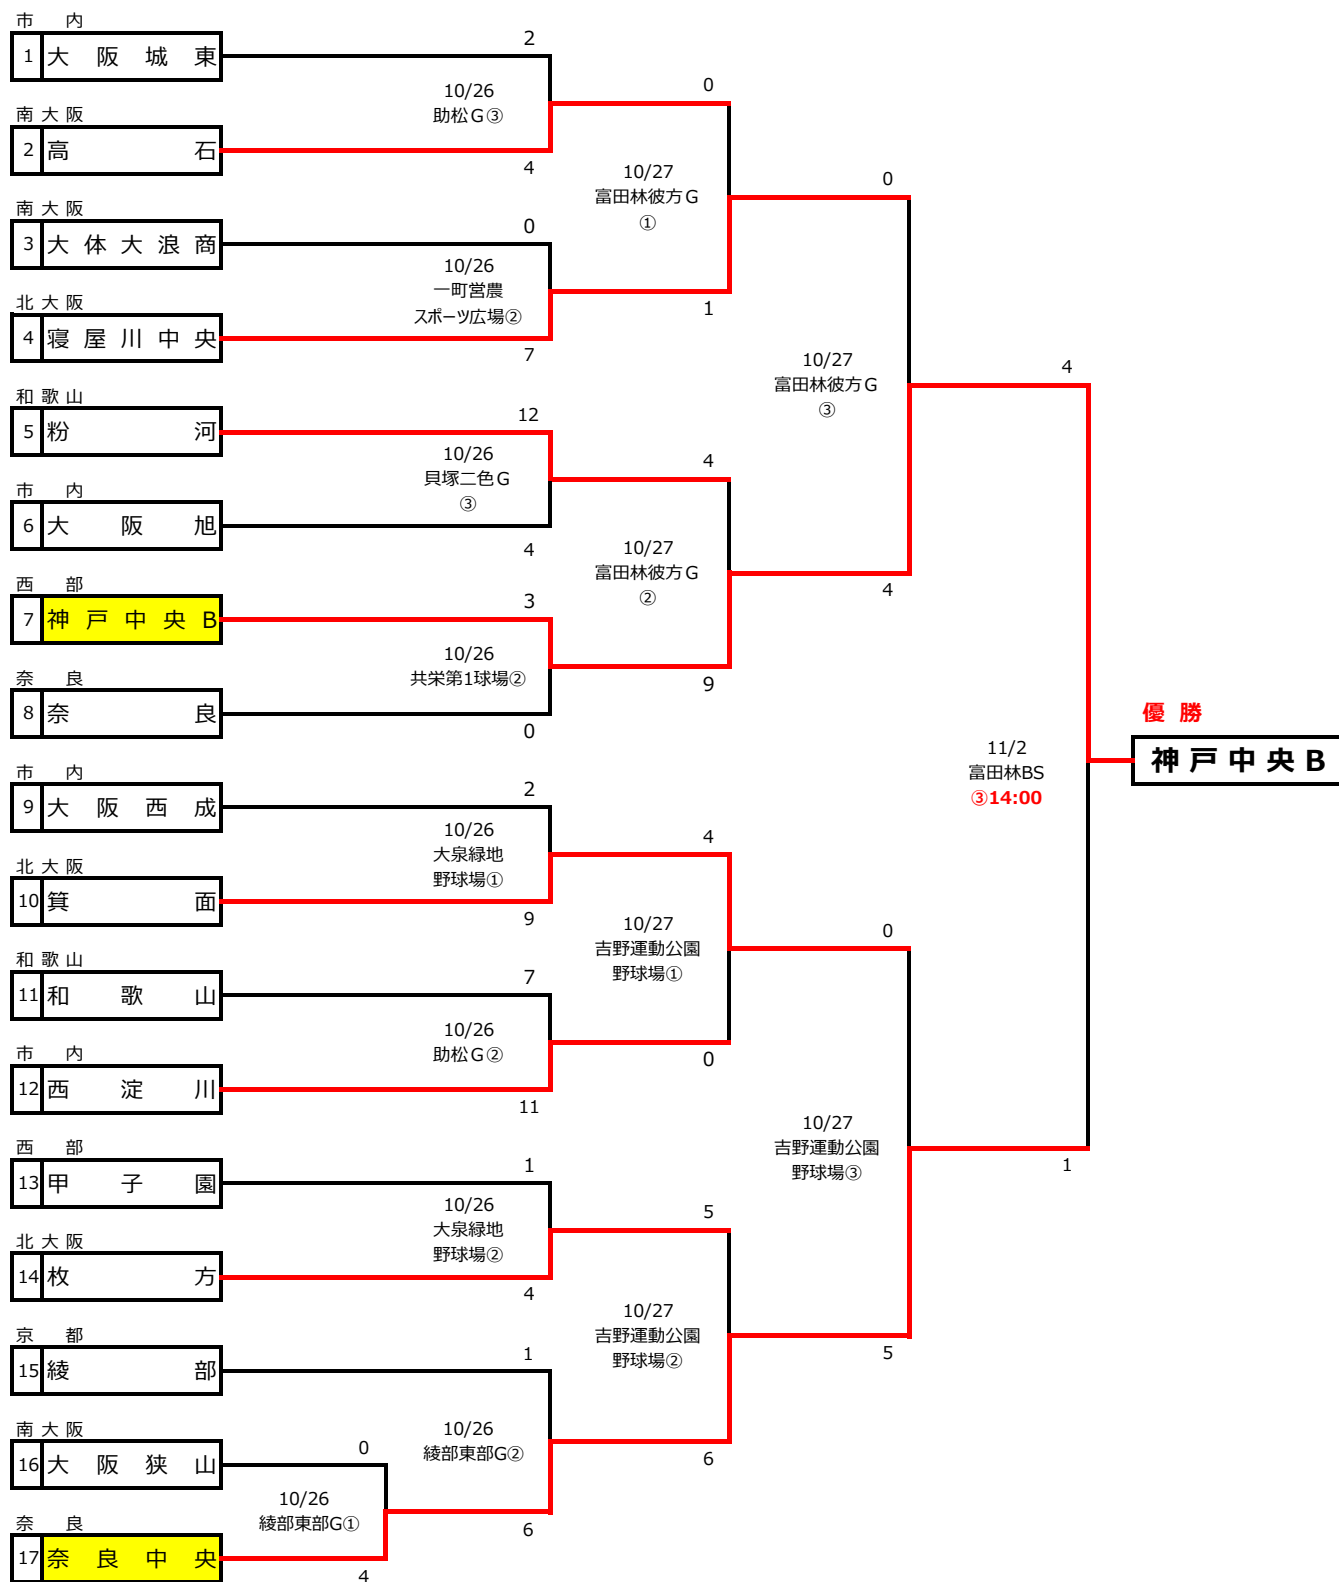 市 内
1 大阪城東
2
10/26
助松G③
南大阪
2 高石
4
0
10/27
富田林彼方G
①
南大阪
3 大体大浪商
0
10/26
一町営農
スポーツ広場②
北大阪
4 寝屋川中央
7
1
0
10/27
富田林彼方G
③
和歌山
5 粉河
12
10/26
貝塚二色G
③
市 内
6 大阪旭
4
4
10/27
富田林彼方G
②
西 部
7 神戸中央B
3
10/26
共栄第1球場②
奈 良
8 奈良
0
9
4
4
11/2
富田林BS
③14:00
優勝
神戸中央B
市 内
9 大阪西成
2
10/26
大泉緑地
野球場①
北大阪
10 箕面
9
4
10/27
吉野運動公園
野球場①
和歌山
11 和歌山
7
10/26
助松G②
市 内
12 西淀川
11
0
0
10/27
吉野運動公園
野球場③
1
西 部
13 甲子園
1
10/26
大泉緑地
野球場②
北大阪
14 枚方
4
5
10/27
吉野運動公園
野球場②
京 都
15 綾部
1
10/26
綾部東部G②
南大阪
16 大阪狭山
0
10/26
綾部東部G①
奈 良
17 奈良中央
4
6
6
5